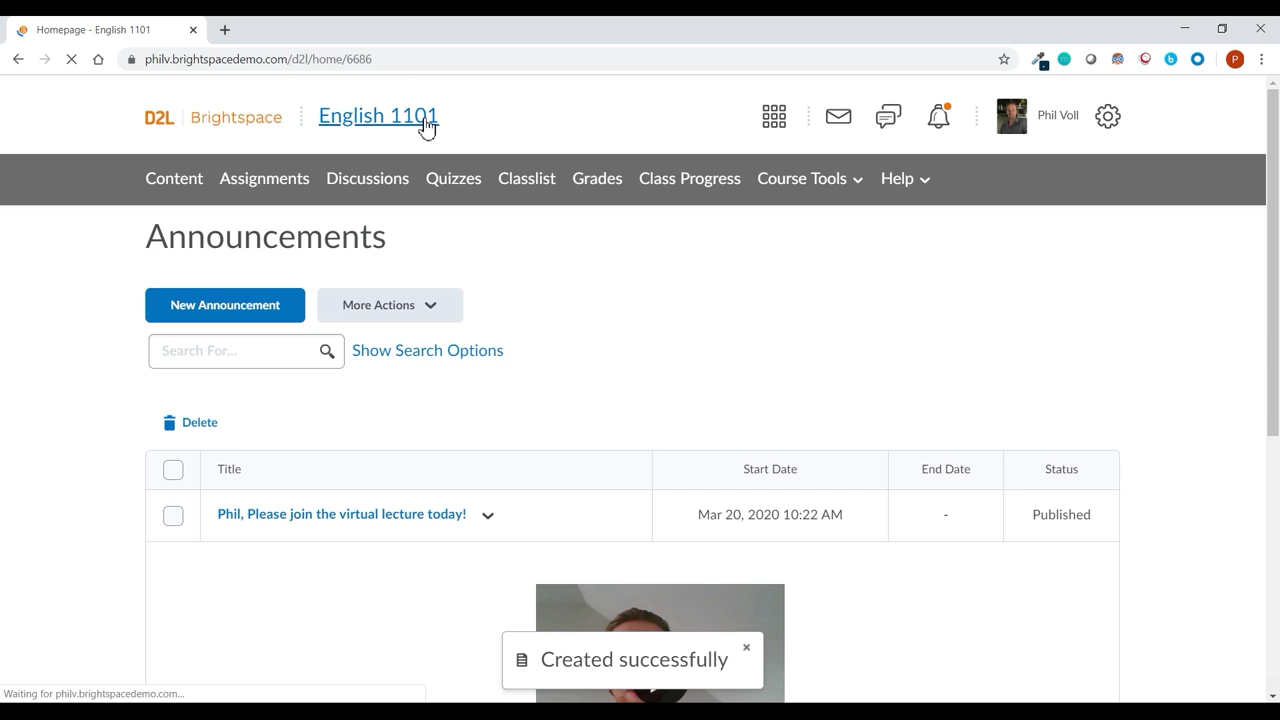 Homepage - English 1101
philv.brightspacedemo.com/d2l/home/6686
P
D2L Brightspace English 1101
Phil Voll
Content Assignments Discussions Quizzes Classlist Grades Class Progress Course Tools Help
Announcements
New Announcement More Actions
Search For... Show Search Options
Delete
Title Start Date End Date Status
Phil, Please join the virtual lecture today! Mar 20, 2020 10:22 AM - Published
Created successfully
Waiting for philv.brightspacedemo.com...